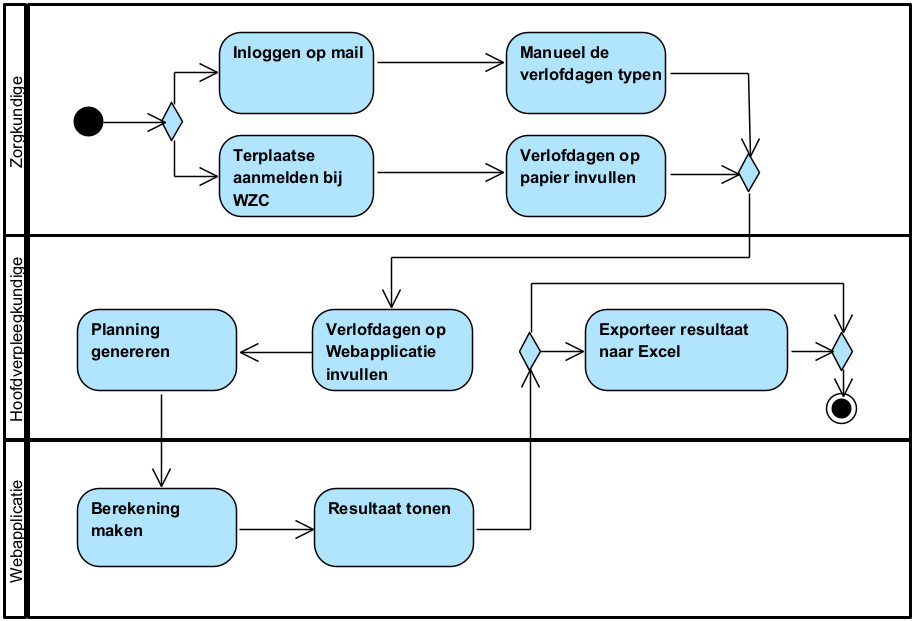 Zorgkundige
Inloggen op mail
Manueel de
verlofdagen typen
Terplaatse
aanmelden bij
WZC
Verlofdagen op
papier invullen
Hoofdverpleegkundige
Planning
genereren
Verlofdagen op
Webapplicatie
invullen
Exporteer resultaat
naar Excel
Webapplicatie
Berekening
maken
Resultaat tonen